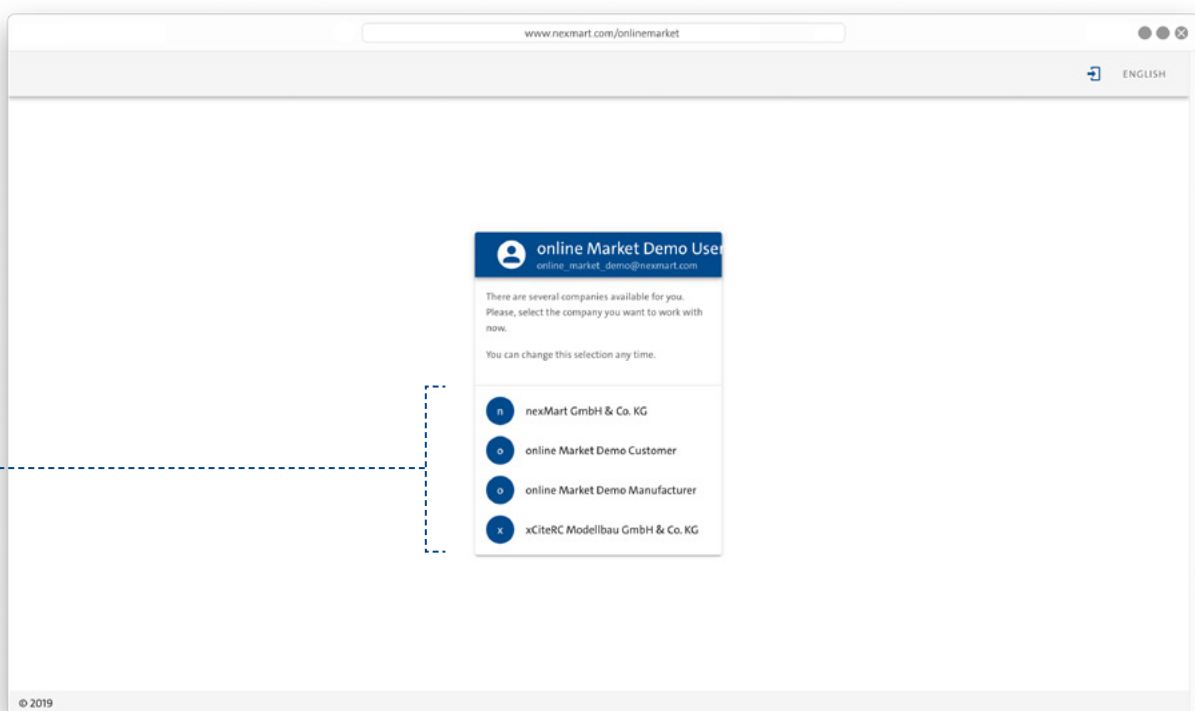 www.nexmart.com/onlinemarket
ENGLISH
online Market Demo User
online_market_demo@nexmart.com
There are several companies available for you.
Please, select the company you want to work with
now.
You can change this selection any time.
n nexMart GmbH & Co. KG
o online Market Demo Customer
o online Market Demo Manufacturer
x xCiteRC Modellbau GmbH & Co. KG
© 2019